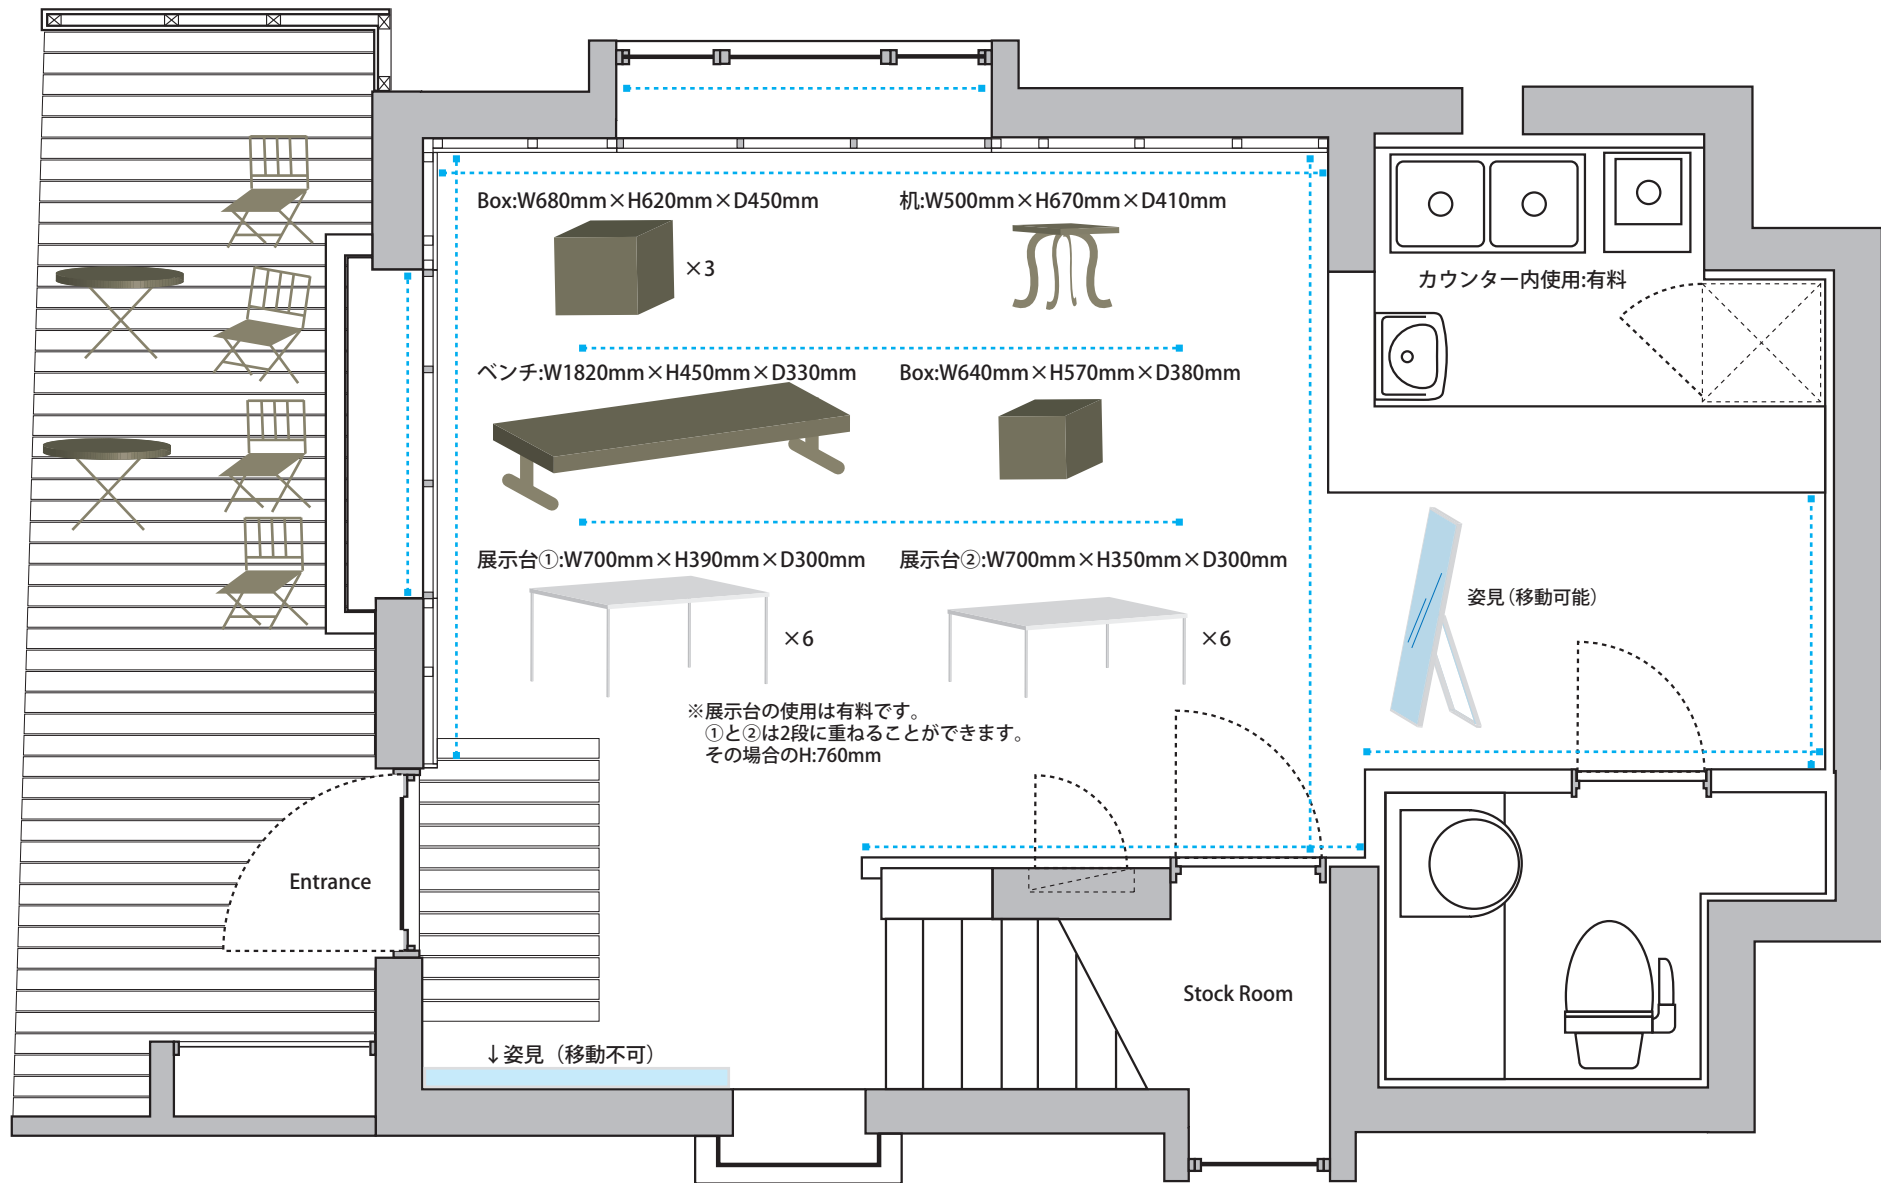 Box:W680mm×H620mm×D450mm
机:W500mm×H670mm×D410mm
×3
カウンター内使用:有料
ベンチ:W1820mm×H450mm×D330mm
Box:W640mm×H570mm×D380mm
展示台①:W700mm×H390mm×D300mm
展示台②:W700mm×H350mm×D300mm
姿見(移動可能)
×6
×6
※展示台の使用は有料です。
①と②は2段に重ねることができます。
その場合のH:760mm
Entrance
Stock Room
↓姿見（移動不可）